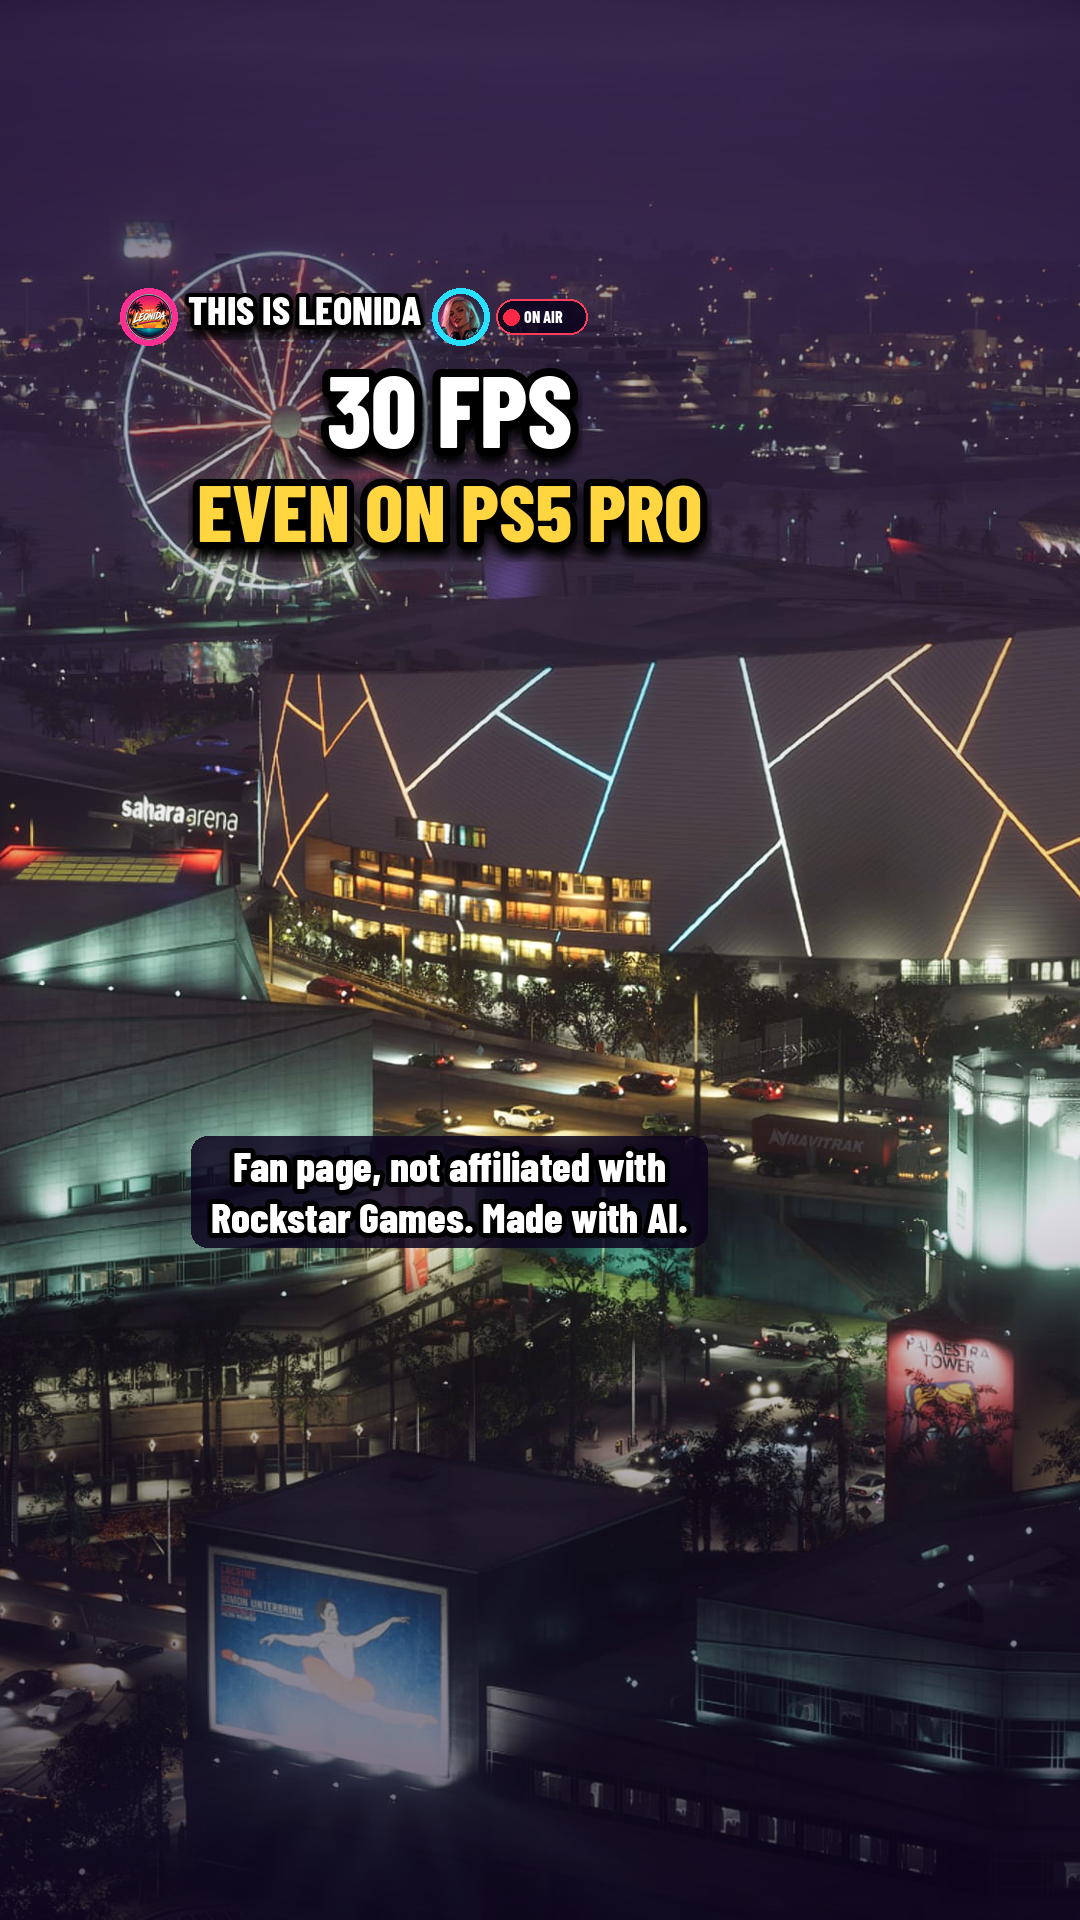 LEONIDA
THIS IS LEONIDA
ON AIR
30 FPS
EVEN ON PS5 PRO
sahara arena
NAVITRAK
Fan page, not affiliated with
Rockstar Games. Made with AI.
PALAESTRA
TOWER
SIMON UNTERBRINK